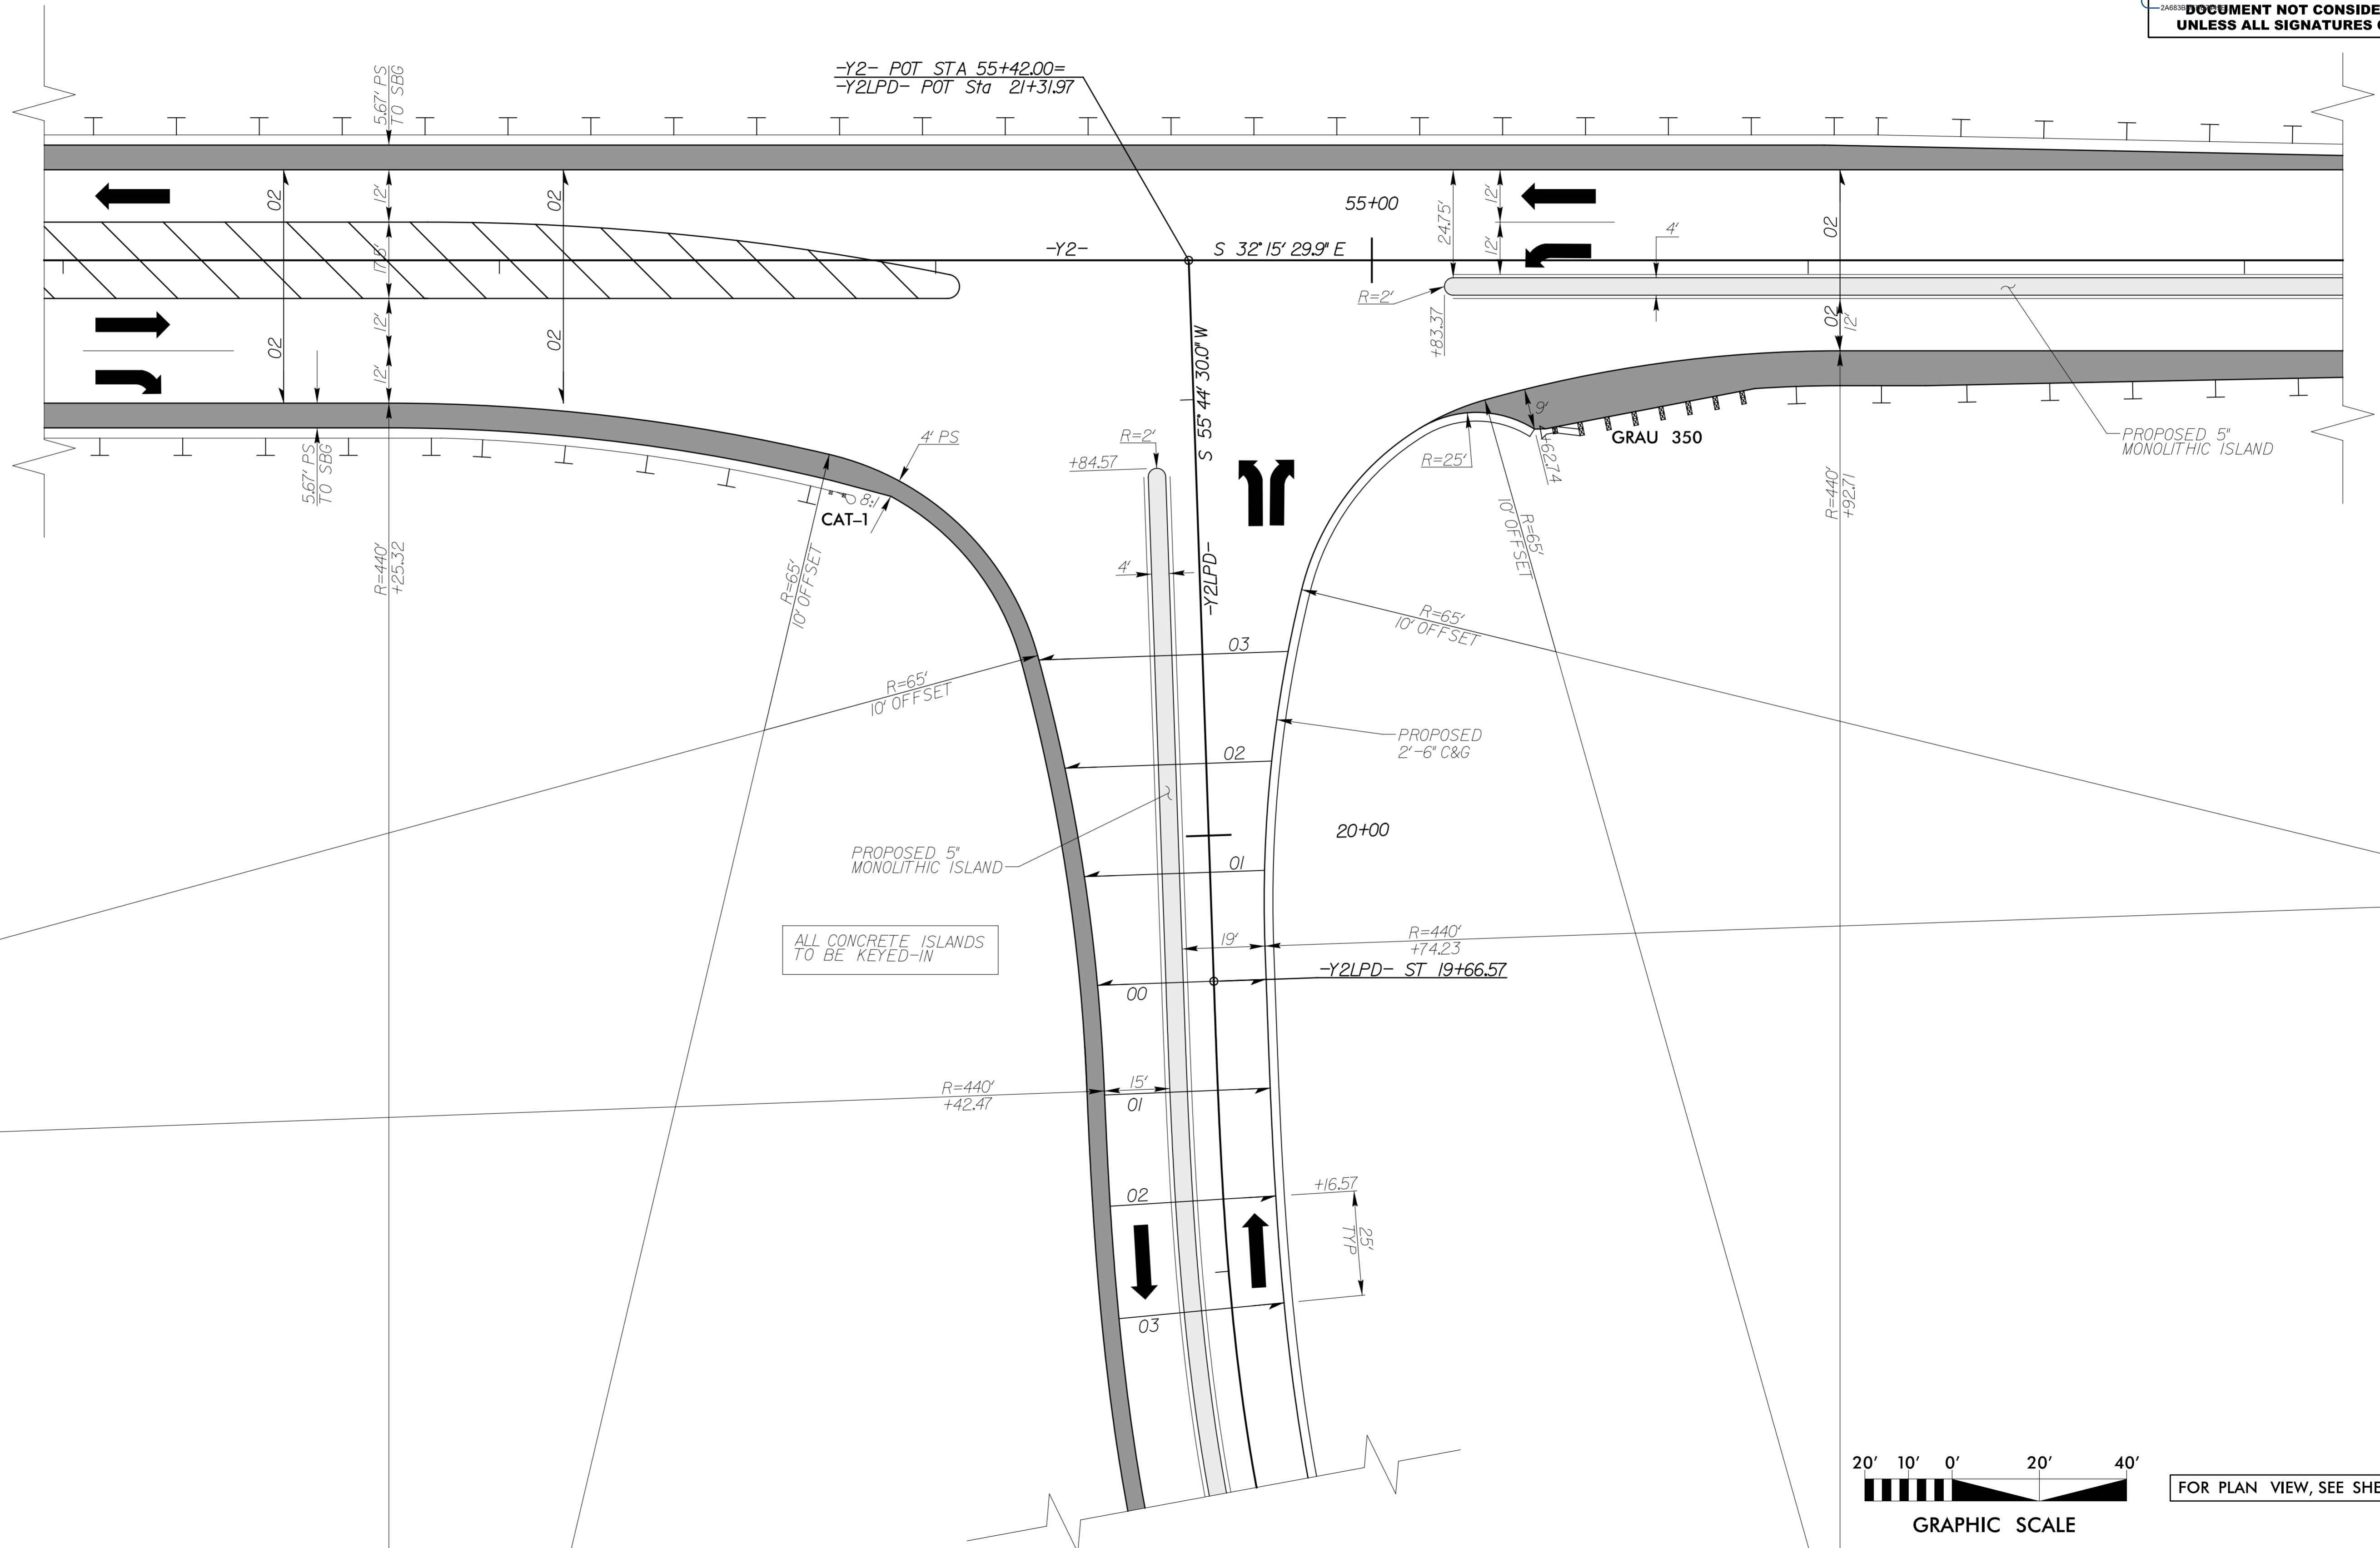 DOCUMENT NOT CONSIDE
UNLESS ALL SIGNATURES
-Y2- POT STA 55+42.00=
-Y2LPD- POT Sta 21+31.97
5.67' PS
TO SBG
02
12'
02
55+00
24.75'
12'
12'
4'
02
17.5'
-Y2-
S 32° 15' 29.9" E
R=2'
+83.37
02
12'
02
12'
02
12'
5.67' PS
TO SBG
4' PS
R=2'
+84.57
S 55° 44' 30.0" W
R=25'
9'
+62.74
GRAU 350
PROPOSED 5"
MONOLITHIC ISLAND
R=440'
+92.71
8:1
CAT-1
R=440'
+25.32
R=65'
10' OFFSET
4'
-Y2LPD-
R=65'
10' OFFSET
R=65'
10' OFFSET
03
R=65'
10' OFFSET
PROPOSED
2'-6" C&G
02
20+00
PROPOSED 5"
MONOLITHIC ISLAND
01
ALL CONCRETE ISLANDS
TO BE KEYED-IN
19'
R=440'
+74.23
-Y2LPD- ST 19+66.57
00
R=440'
+42.47
15'
01
02
+16.57
25'
TYP
03
20' 10' 0' 20' 40'
GRAPHIC SCALE
FOR PLAN VIEW, SEE SHE